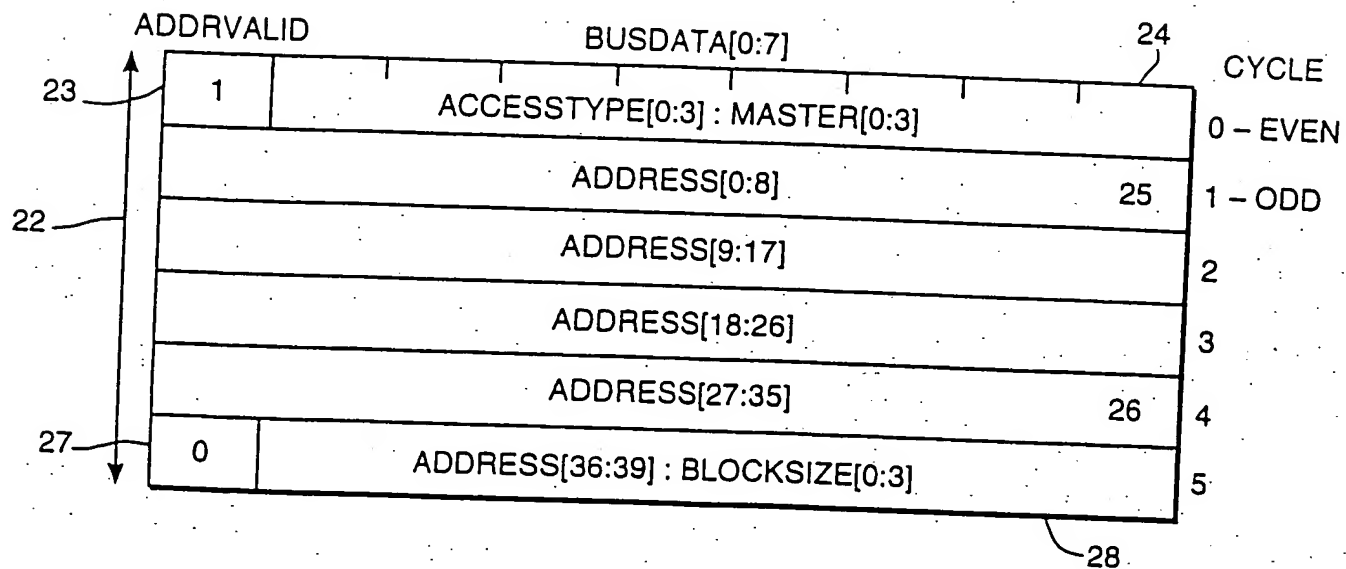 ADDRVALID BUSDATA[0:7] 24 CYCLE
23 1 ACCESSTYPE[0:3] : MASTER[0:3] 0 – EVEN
ADDRESS[0:8] 25 1 – ODD
22 ADDRESS[9:17] 2
ADDRESS[18:26] 3
ADDRESS[27:35] 26 4
27 0 ADDRESS[36:39] : BLOCKSIZE[0:3] 5
28